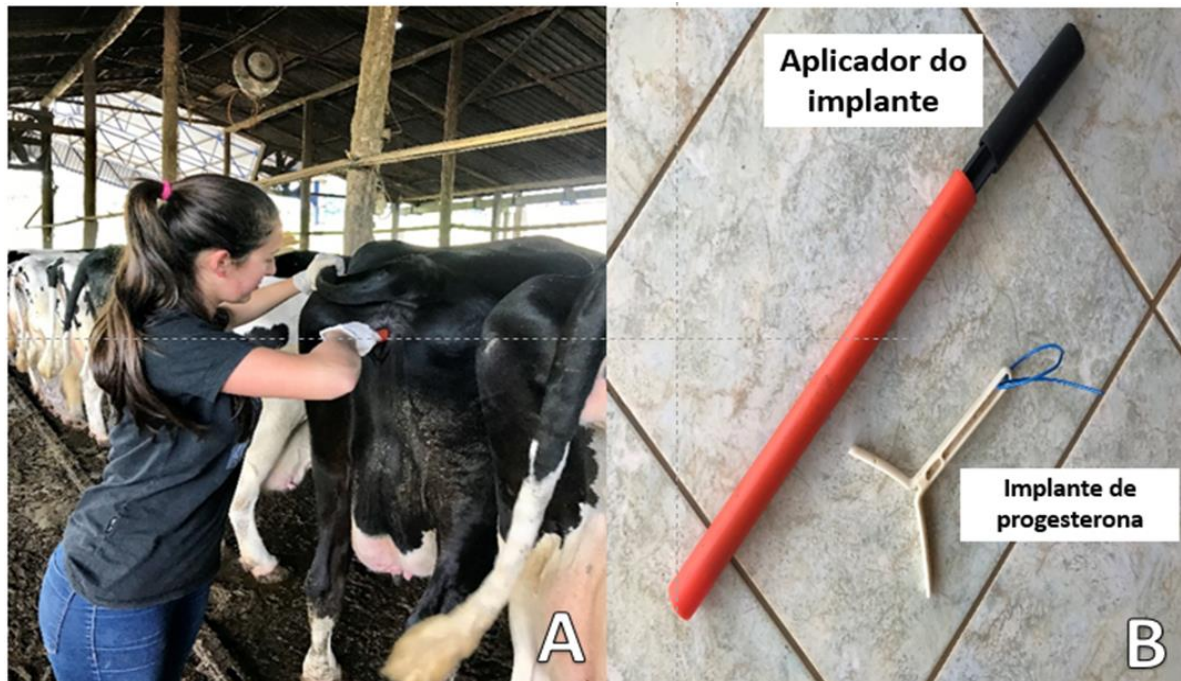 Aplicador do
implante
Implante de
progesterona
A
B